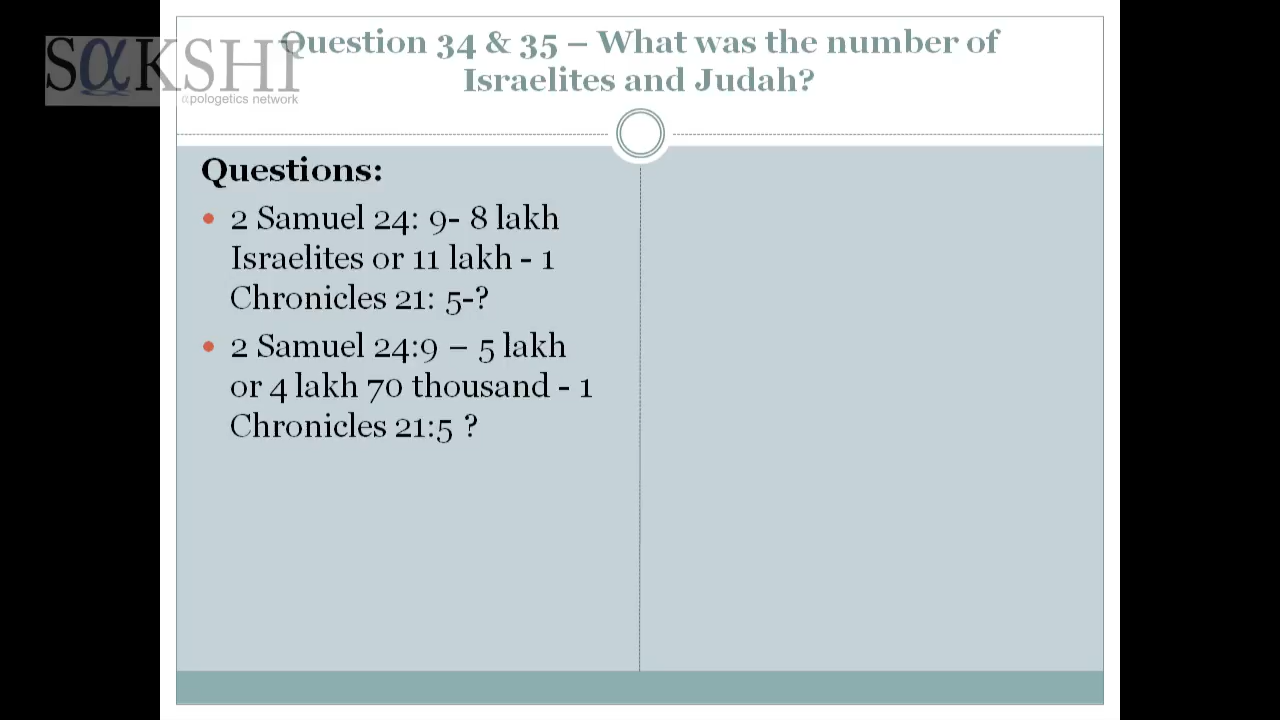 Question 34 & 35 – What was the number of
Israelites and Judah?
SαKSHI
αpologetics network
Questions:
• 2 Samuel 24: 9- 8 lakh
Israelites or 11 lakh - 1
Chronicles 21: 5-?
• 2 Samuel 24:9 – 5 lakh
or 4 lakh 70 thousand - 1
Chronicles 21:5 ?